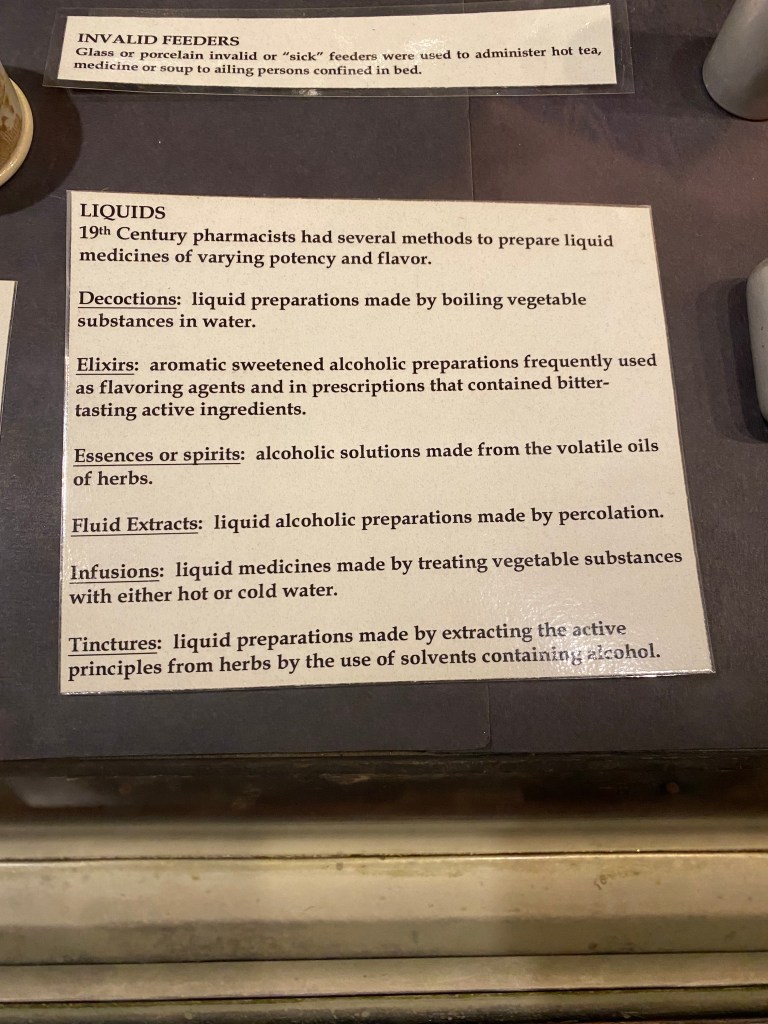 INVALID FEEDERS
Glass or porcelain invalid or “sick” feeders were used to administer hot tea,
medicine or soup to ailing persons confined in bed.
LIQUIDS
19th Century pharmacists had several methods to prepare liquid
medicines of varying potency and flavor.
Decoctions: liquid preparations made by boiling vegetable
substances in water.
Elixirs: aromatic sweetened alcoholic preparations frequently used
as flavoring agents and in prescriptions that contained bitter-
tasting active ingredients.
Essences or spirits: alcoholic solutions made from the volatile oils
of herbs.
Fluid Extracts: liquid alcoholic preparations made by percolation.
Infusions: liquid medicines made by treating vegetable substances
with either hot or cold water.
Tinctures: liquid preparations made by extracting the active
principles from herbs by the use of solvents containing alcohol.